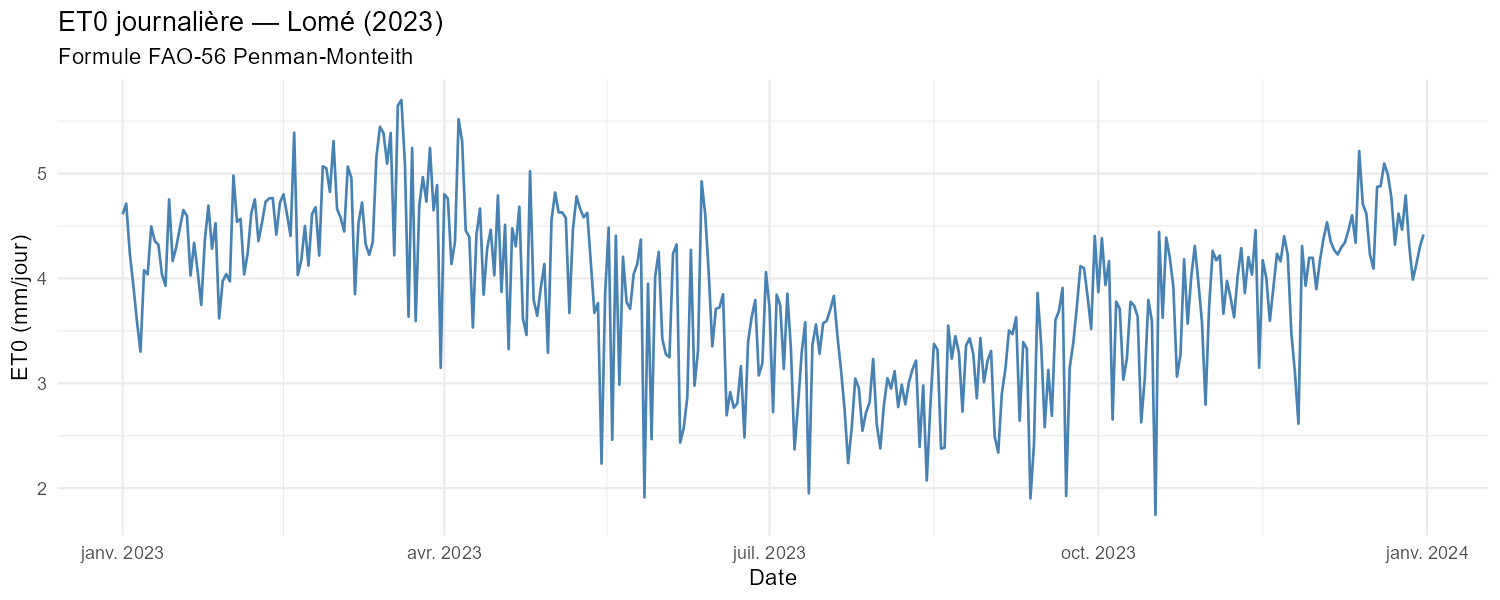 ET0 journalière — Lomé (2023)
Formule FAO-56 Penman-Monteith
ET0 (mm/jour)
5
4
3
2
janv. 2023
avr. 2023
juil. 2023
oct. 2023
janv. 2024
Date